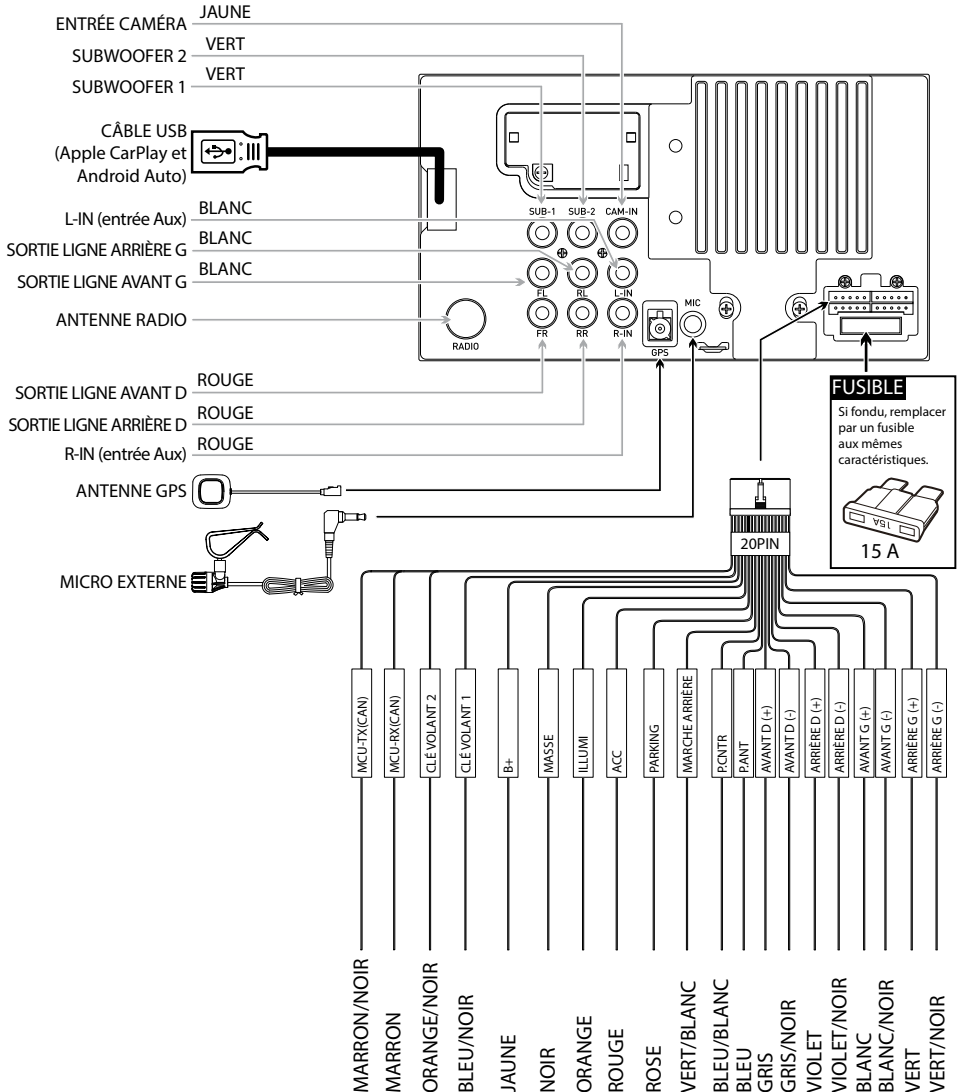 JAUNE
ENTRÉE CAMÉRA
VERT
SUBWOOFER 2
VERT
SUBWOOFER 1
CÂBLE USB
(Apple CarPlay et
Android Auto)
BLANC
L-IN (entrée Aux)
BLANC
SORTIE LIGNE ARRIÈRE G
BLANC
SORTIE LIGNE AVANT G
ANTENNE RADIO
ROUGE
SORTIE LIGNE AVANT D
ROUGE
SORTIE LIGNE ARRIÈRE D
ROUGE
R-IN (entrée Aux)
ANTENNE GPS
MICRO EXTERNE
SUB-1 SUB-2 CAM-IN
FL RL L-IN
FR RR R-IN
RADIO
GPS
MIC
FUSIBLE
Si fondu, remplacer
par un fusible
aux mêmes
caractéristiques.
15A
15 A
20PIN
MCU-TX(CAN)
MCU-RX(CAN)
CLÉ VOLANT 2
CLÉ VOLANT 1
B+
MASSE
ILLUMI
ACC
PARKING
MARCHE ARRIÈRE
P.CNTR
P.ANT
AVANT D (+)
AVANT D (-)
ARRIÈRE D (+)
ARRIÈRE D (-)
AVANT G (+)
AVANT G (-)
ARRIÈRE G (+)
ARRIÈRE G (-)
MARRON/NOIR
MARRON
ORANGE/NOIR
BLEU/NOIR
JAUNE
NOIR
ORANGE
ROUGE
ROSE
VERT/BLANC
BLEU/BLANC
BLEU
GRIS
GRIS/NOIR
VIOLET
VIOLET/NOIR
BLANC
BLANC/NOIR
VERT
VERT/NOIR